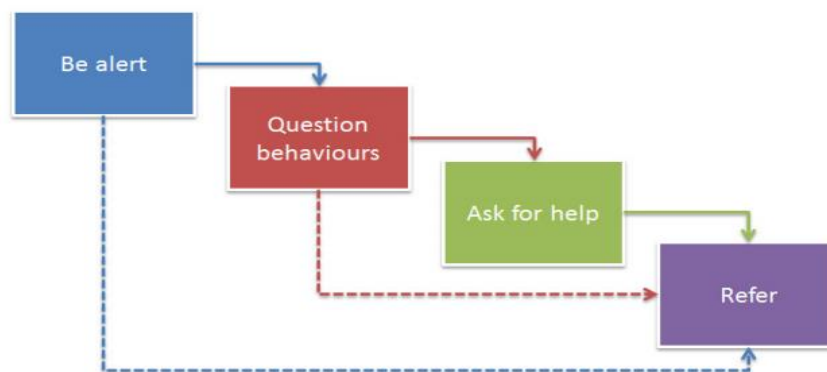 Be alert
Question
behaviours
Ask for help
Refer